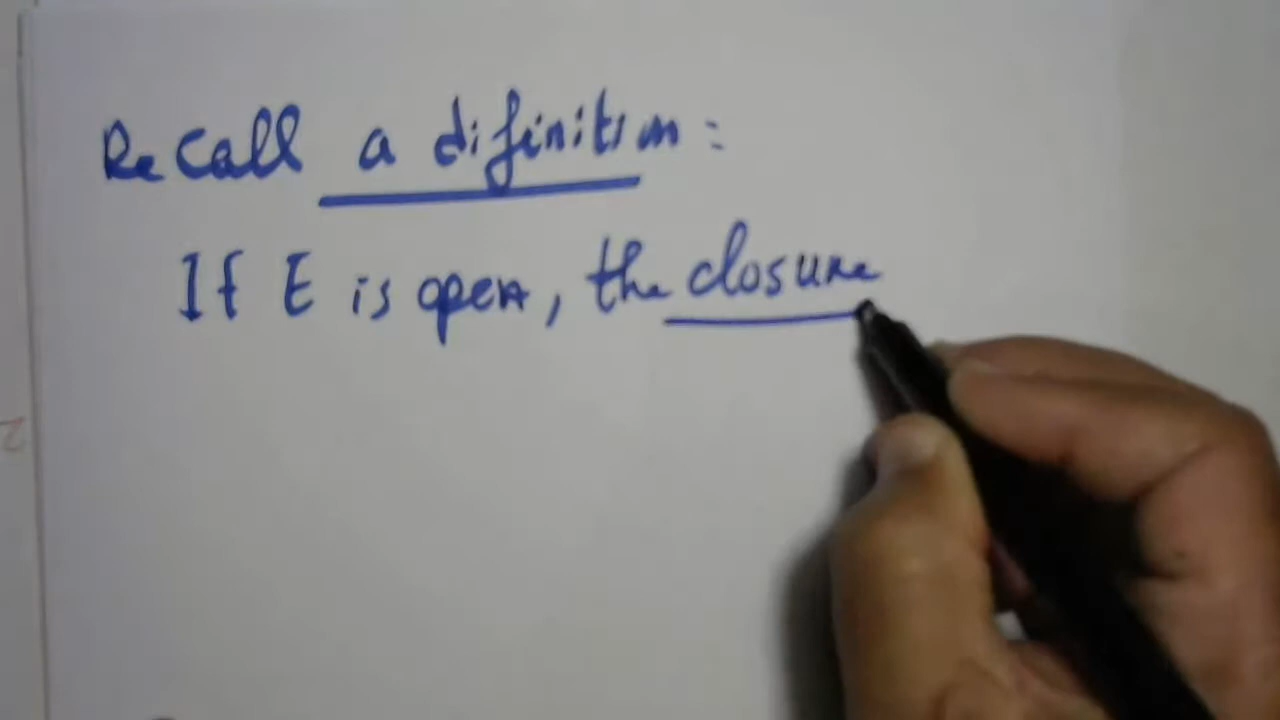 Recall a difinition:
If E is open, the closure